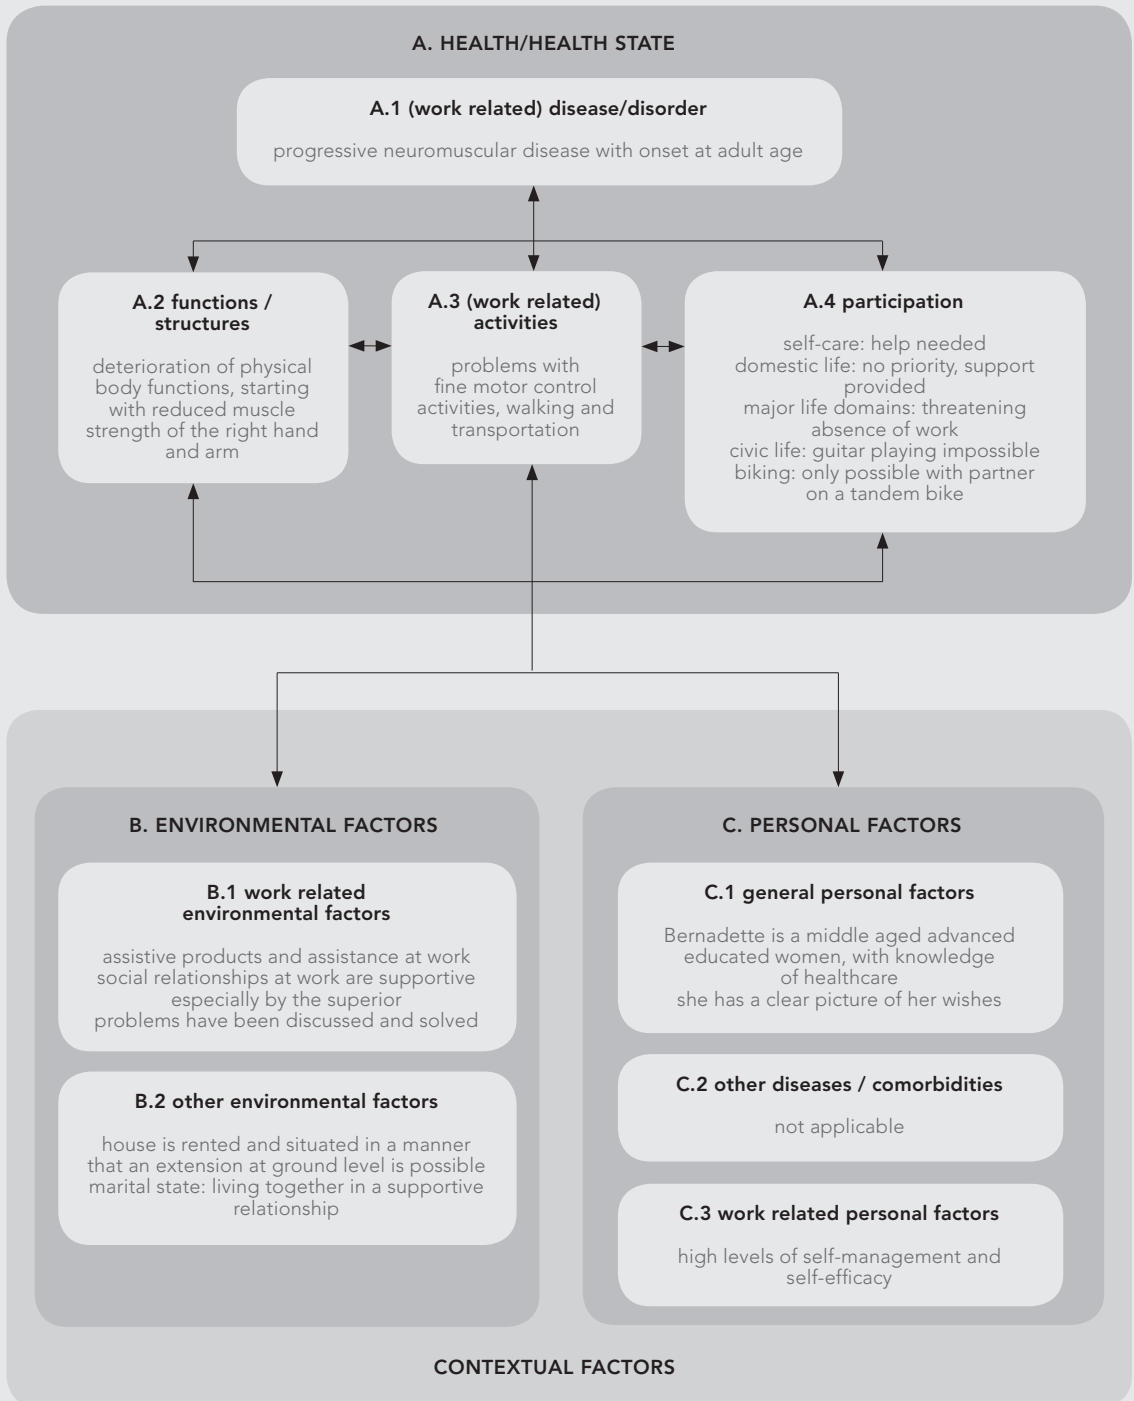 A. HEALTH/HEALTH STATE
A.1 (work related) disease/disorder
progressive neuromuscular disease with onset at adult age
A.2 functions /
structures
deterioration of physical
body functions, starting
with reduced muscle
strength of the right hand
and arm
A.3 (work related)
activities
problems with
fine motor control
activities, walking and
transportation
A.4 participation
self-care: help needed
domestic life: no priority, support
provided
major life domains: threatening
absence of work
civic life: guitar playing impossible
biking: only possible with partner
on a tandem bike
B. ENVIRONMENTAL FACTORS
B.1 work related
environmental factors
assistive products and assistance at work
social relationships at work are supportive
especially by the superior
problems have been discussed and solved
B.2 other environmental factors
house is rented and situated in a manner
that an extension at ground level is possible
marital state: living together in a supportive
relationship
C. PERSONAL FACTORS
C.1 general personal factors
Bernadette is a middle aged advanced
educated women, with knowledge
of healthcare
she has a clear picture of her wishes
C.2 other diseases / comorbidities
not applicable
C.3 work related personal factors
high levels of self-management and
self-efficacy
CONTEXTUAL FACTORS